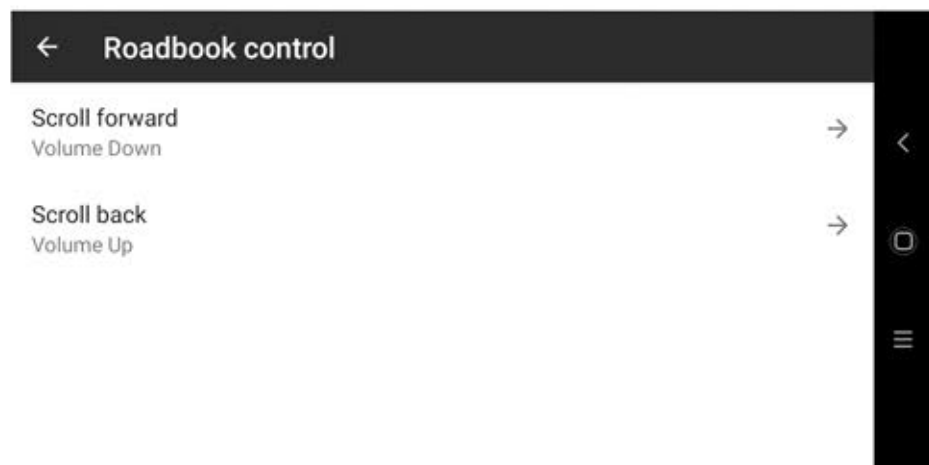 Roadbook control
Scroll forward
Volume Down
Scroll back
Volume Up